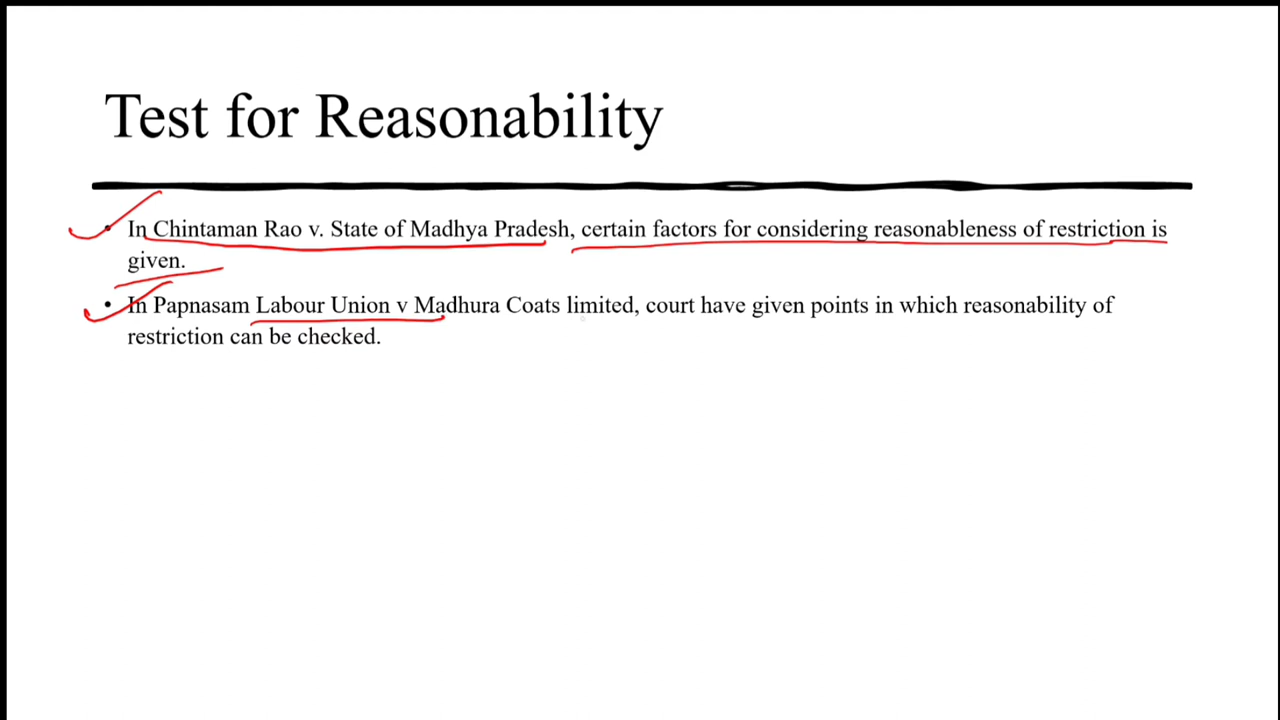 Test for Reasonability
• In Chintaman Rao v. State of Madhya Pradesh, certain factors for considering reasonableness of restriction is
given.
• In Papnasam Labour Union v Madhura Coats limited, court have given points in which reasonability of
restriction can be checked.